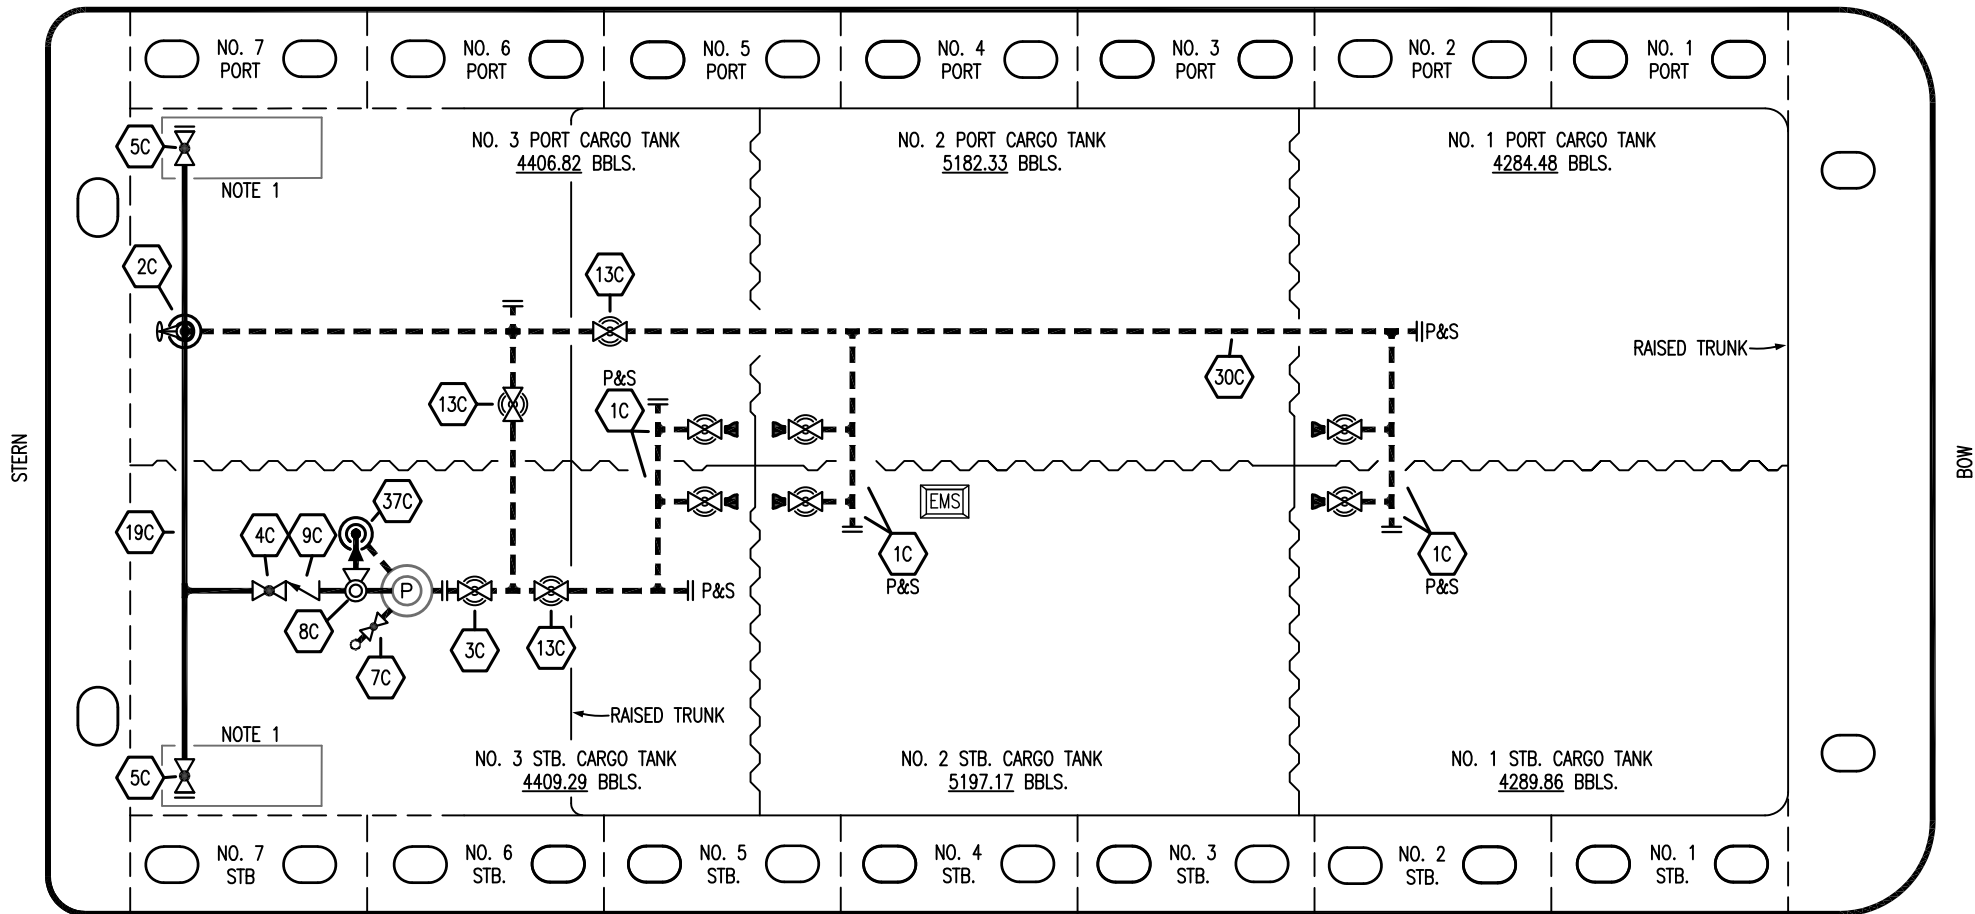 NO. 7
PORT
NO. 6
PORT
NO. 5
PORT
NO. 4
PORT
NO. 3
PORT
NO. 2
PORT
NO. 1
PORT
5C
NOTE 1
NO. 3 PORT CARGO TANK
4406.82 BBLS.
NO. 2 PORT CARGO TANK
5182.33 BBLS.
NO. 1 PORT CARGO TANK
4284.48 BBLS.
2C
13C
P&S
RAISED TRUNK
30C
P&S
1C
13C
STERN
BOW
EMS
37C
19C
4C
9C
1C
P&S
1C
P&S
P
P&S
8C
3C
13C
7C
RAISED TRUNK
NOTE 1
5C
NO. 3 STB. CARGO TANK
4409.29 BBLS.
NO. 2 STB. CARGO TANK
5197.17 BBLS.
NO. 1 STB. CARGO TANK
4289.86 BBLS.
NO. 7
STB
NO. 6
STB.
NO. 5
STB.
NO. 4
STB.
NO. 3
STB.
NO. 2
STB.
NO. 1
STB.